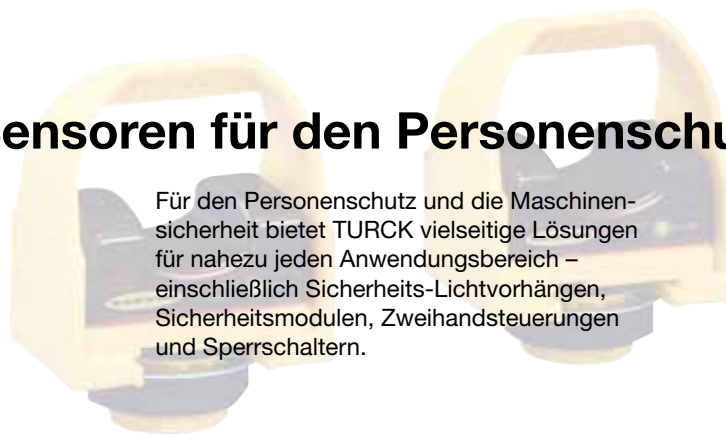 ensoren für den Personenschu
Für den Personenschutz und die Maschinen-
sicherheit bietet TURCK vielseitige Lösungen
für nahezu jeden Anwendungsbereich –
einschließlich Sicherheits-Lichtvorhängen,
Sicherheitsmodulen, Zweihandsteuerungen
und Sperrschaltern.